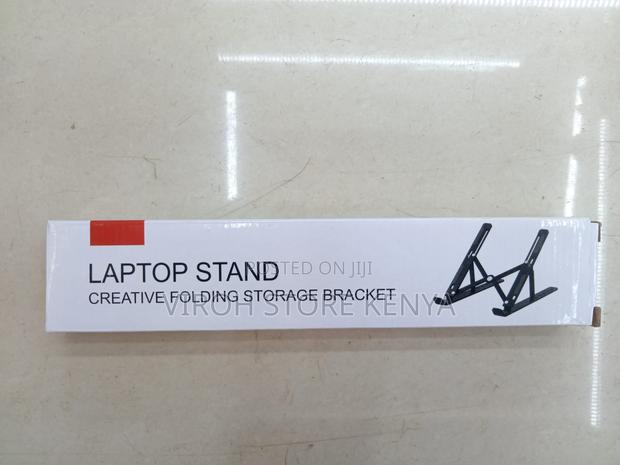 POSTED ON JIJI
LAPTOP STAND
CREATIVE FOLDING STORAGE BRACKET
VIROH STORE KENYA